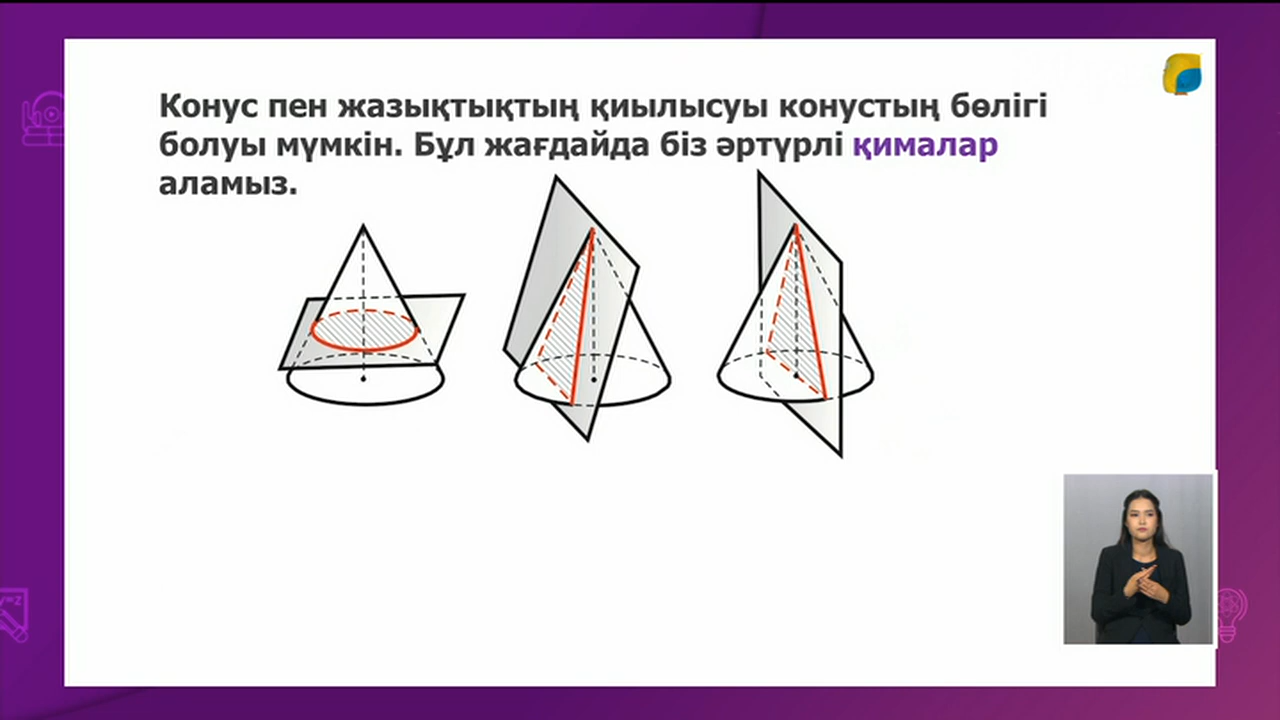 Конус пен жазықтықтың қиылысуы конустың бөлігі
болуы мүмкін. Бұл жағдайда біз әртүрлі қималар
аламыз.